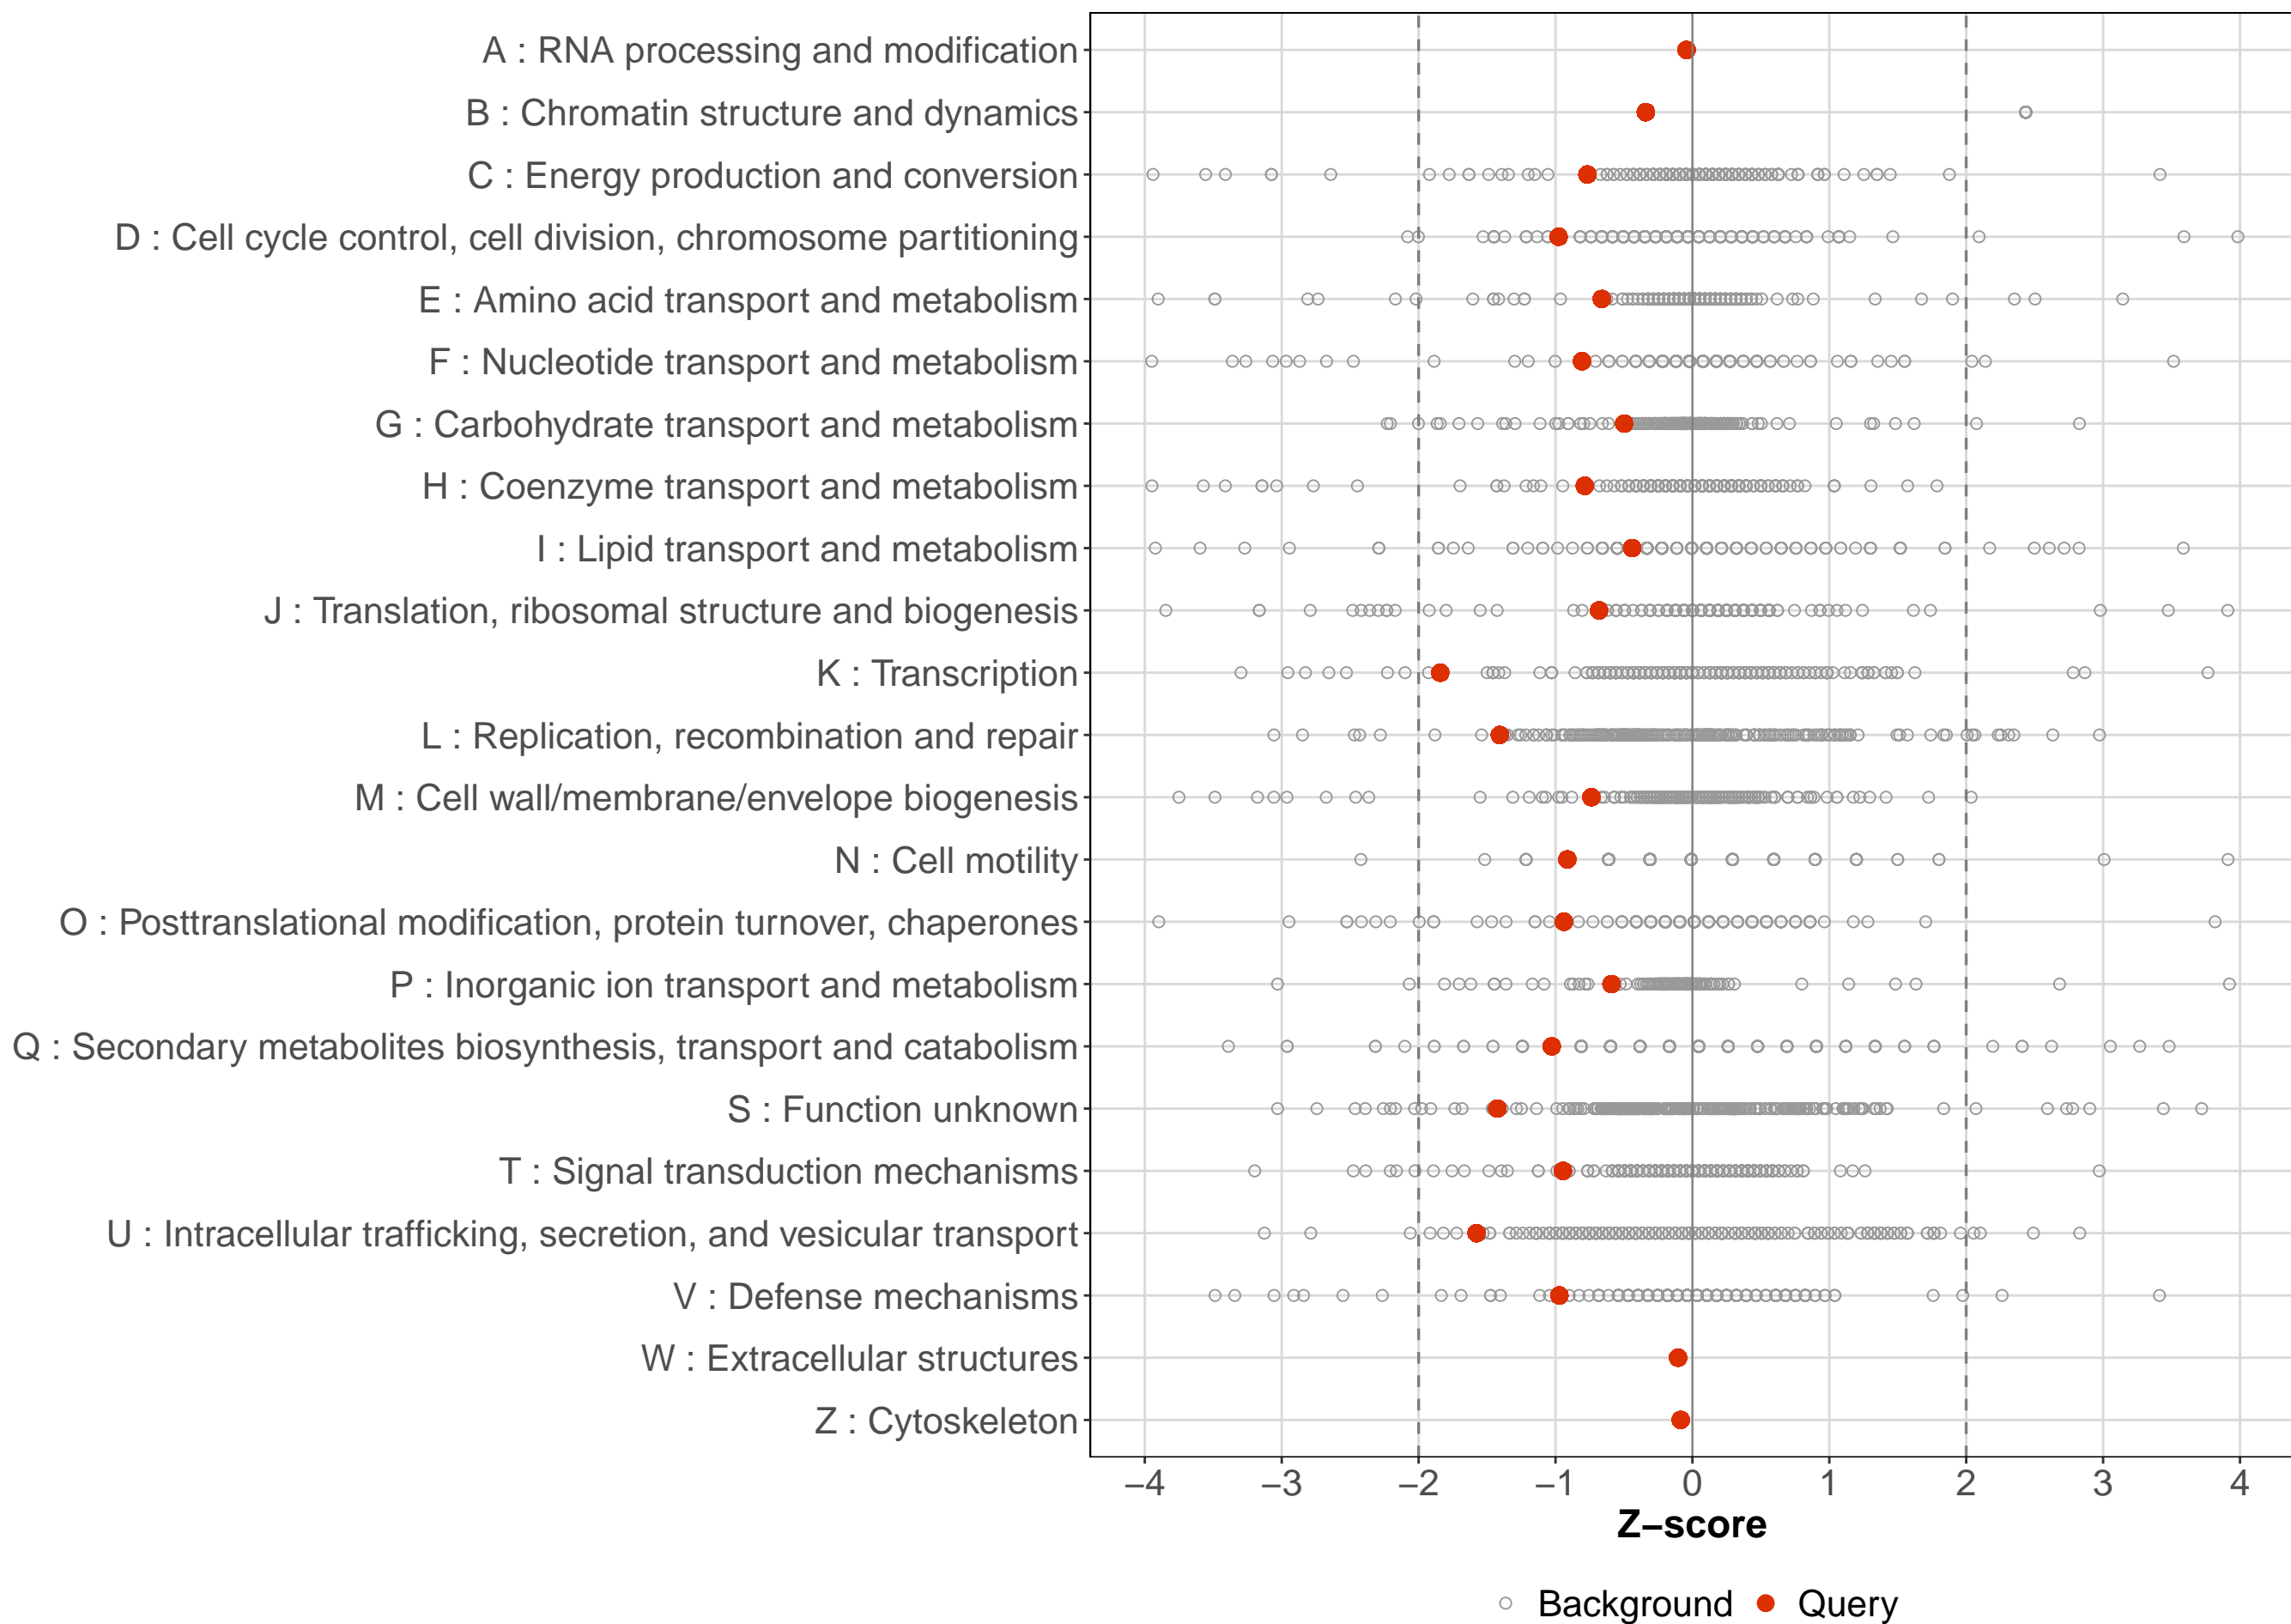 A : RNA processing and modification
B : Chromatin structure and dynamics
C : Energy production and conversion
D : Cell cycle control, cell division, chromosome partitioning
E : Amino acid transport and metabolism
F : Nucleotide transport and metabolism
G : Carbohydrate transport and metabolism
H : Coenzyme transport and metabolism
I : Lipid transport and metabolism
J : Translation, ribosomal structure and biogenesis
K : Transcription
L : Replication, recombination and repair
M : Cell wall/membrane/envelope biogenesis
N : Cell motility
O : Posttranslational modification, protein turnover, chaperones
P : Inorganic ion transport and metabolism
Q : Secondary metabolites biosynthesis, transport and catabolism
S : Function unknown
T : Signal transduction mechanisms
U : Intracellular trafficking, secretion, and vesicular transport
V : Defense mechanisms
W : Extracellular structures
Z : Cytoskeleton
−4 −3 −2 −1 0 1 2 3 4
Z−score
Background Query